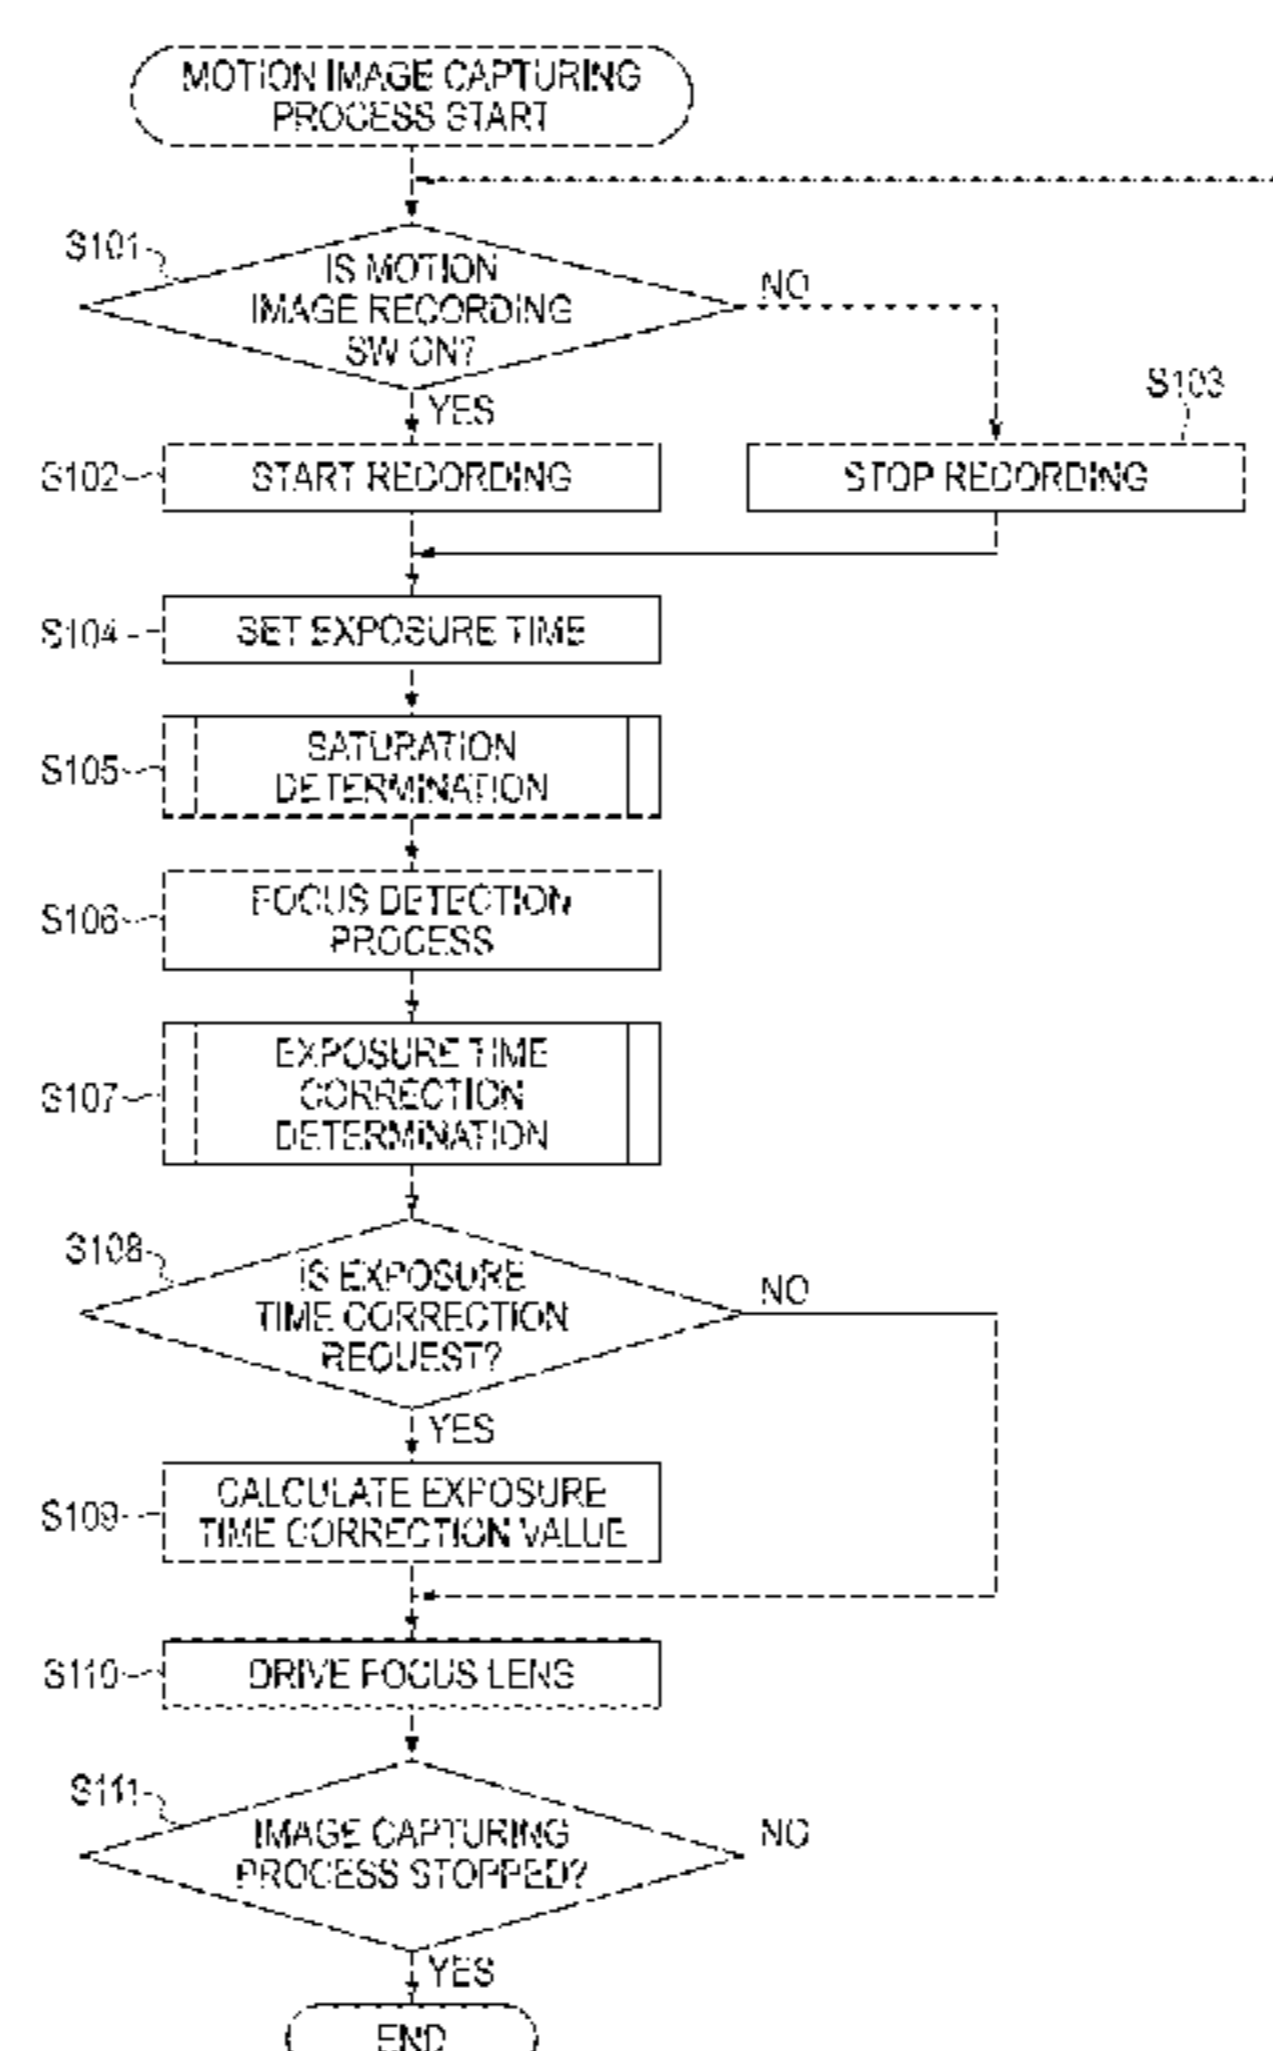 MOTION IMAGE CAPTURING
PROCESS START
S101
IS MOTION
IMAGE RECORDING
SW ON?
NO
YES
S103
S102
START RECORDING
STOP RECORDING
S104
SET EXPOSURE TIME
S105
SATURATION
DETERMINATION
S106
FOCUS DETECTION
PROCESS
S107
EXPOSURE TIME
CORRECTION
DETERMINATION
S108
IS EXPOSURE
TIME CORRECTION
REQUEST?
NO
YES
S109
CALCULATE EXPOSURE
TIME CORRECTION VALUE
S110
DRIVE FOCUS LENS
S111
IMAGE CAPTURING
PROCESS STOPPED?
NO
YES
END